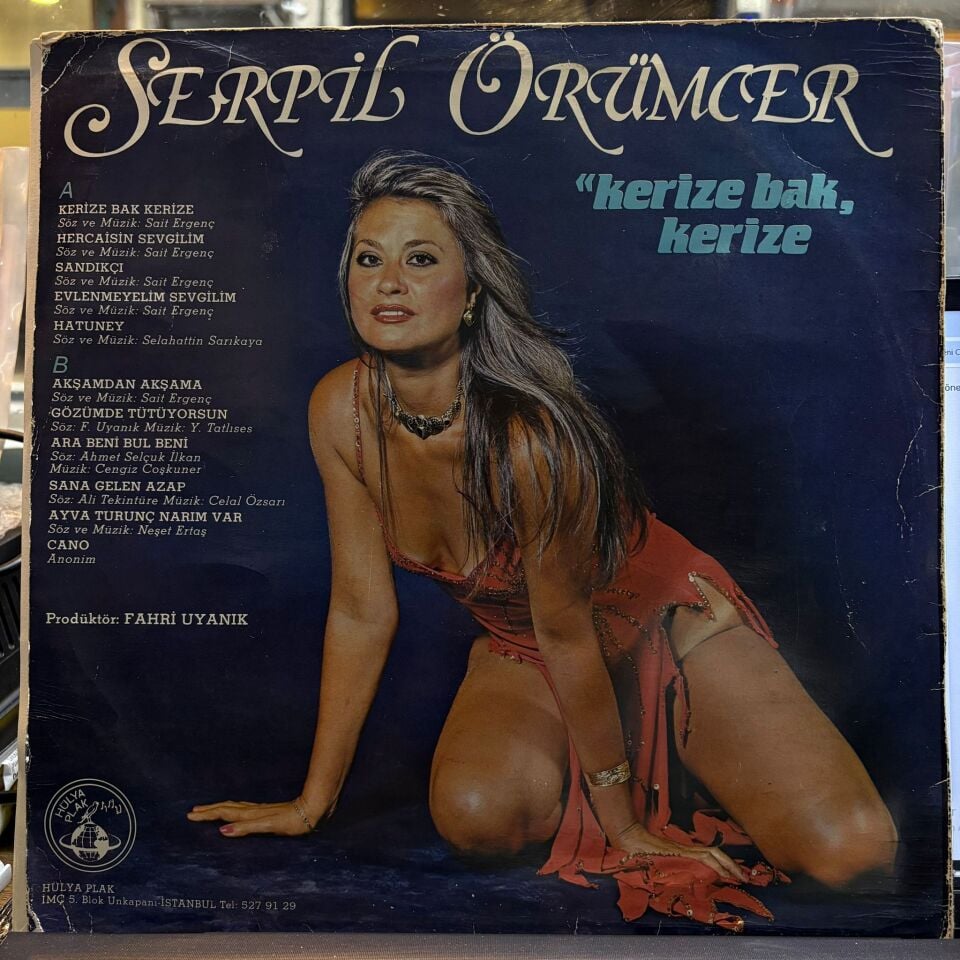 SERPİL ÖRÜMCER
"kerize bak,
kerize
A
KERİZE BAK KERİZE
Söz ve Müzik: Sait Ergenç
HERCAİSİN SEVGİLİM
Söz ve Müzik: Sait Ergenç
SANDIKÇI
Söz ve Müzik: Sait Ergenç
EVLENMEYELİM SEVGİLİM
Söz ve Müzik: Sait Ergenç
HATUNEY
Söz ve Müzik: Selahattin Sarıkaya
B
AKŞAMDAN AKŞAMA
Söz ve Müzik: Sait Ergenç
GÖZÜMDE TÜTÜYORSUN
Söz: F. Uyanık Müzik: Y. Tatlıses
ARA BENİ BUL BENİ
Söz: Ahmet Selçuk İlkan
Müzik: Cengiz Coşkuner
SANA GELEN AZAP
Söz: Ali Tekintüre Müzik: Celal Özsarı
AYVA TURUNÇ NARIM VAR
Söz ve Müzik: Neşet Ertaş
CANO
Anonim
Prodüktör: FAHRİ UYANIK
HÜLYA
PLAK
HÜLYA PLAK
İMÇ 5. Blok Unkapanı-İSTANBUL Tel: 527 91 29